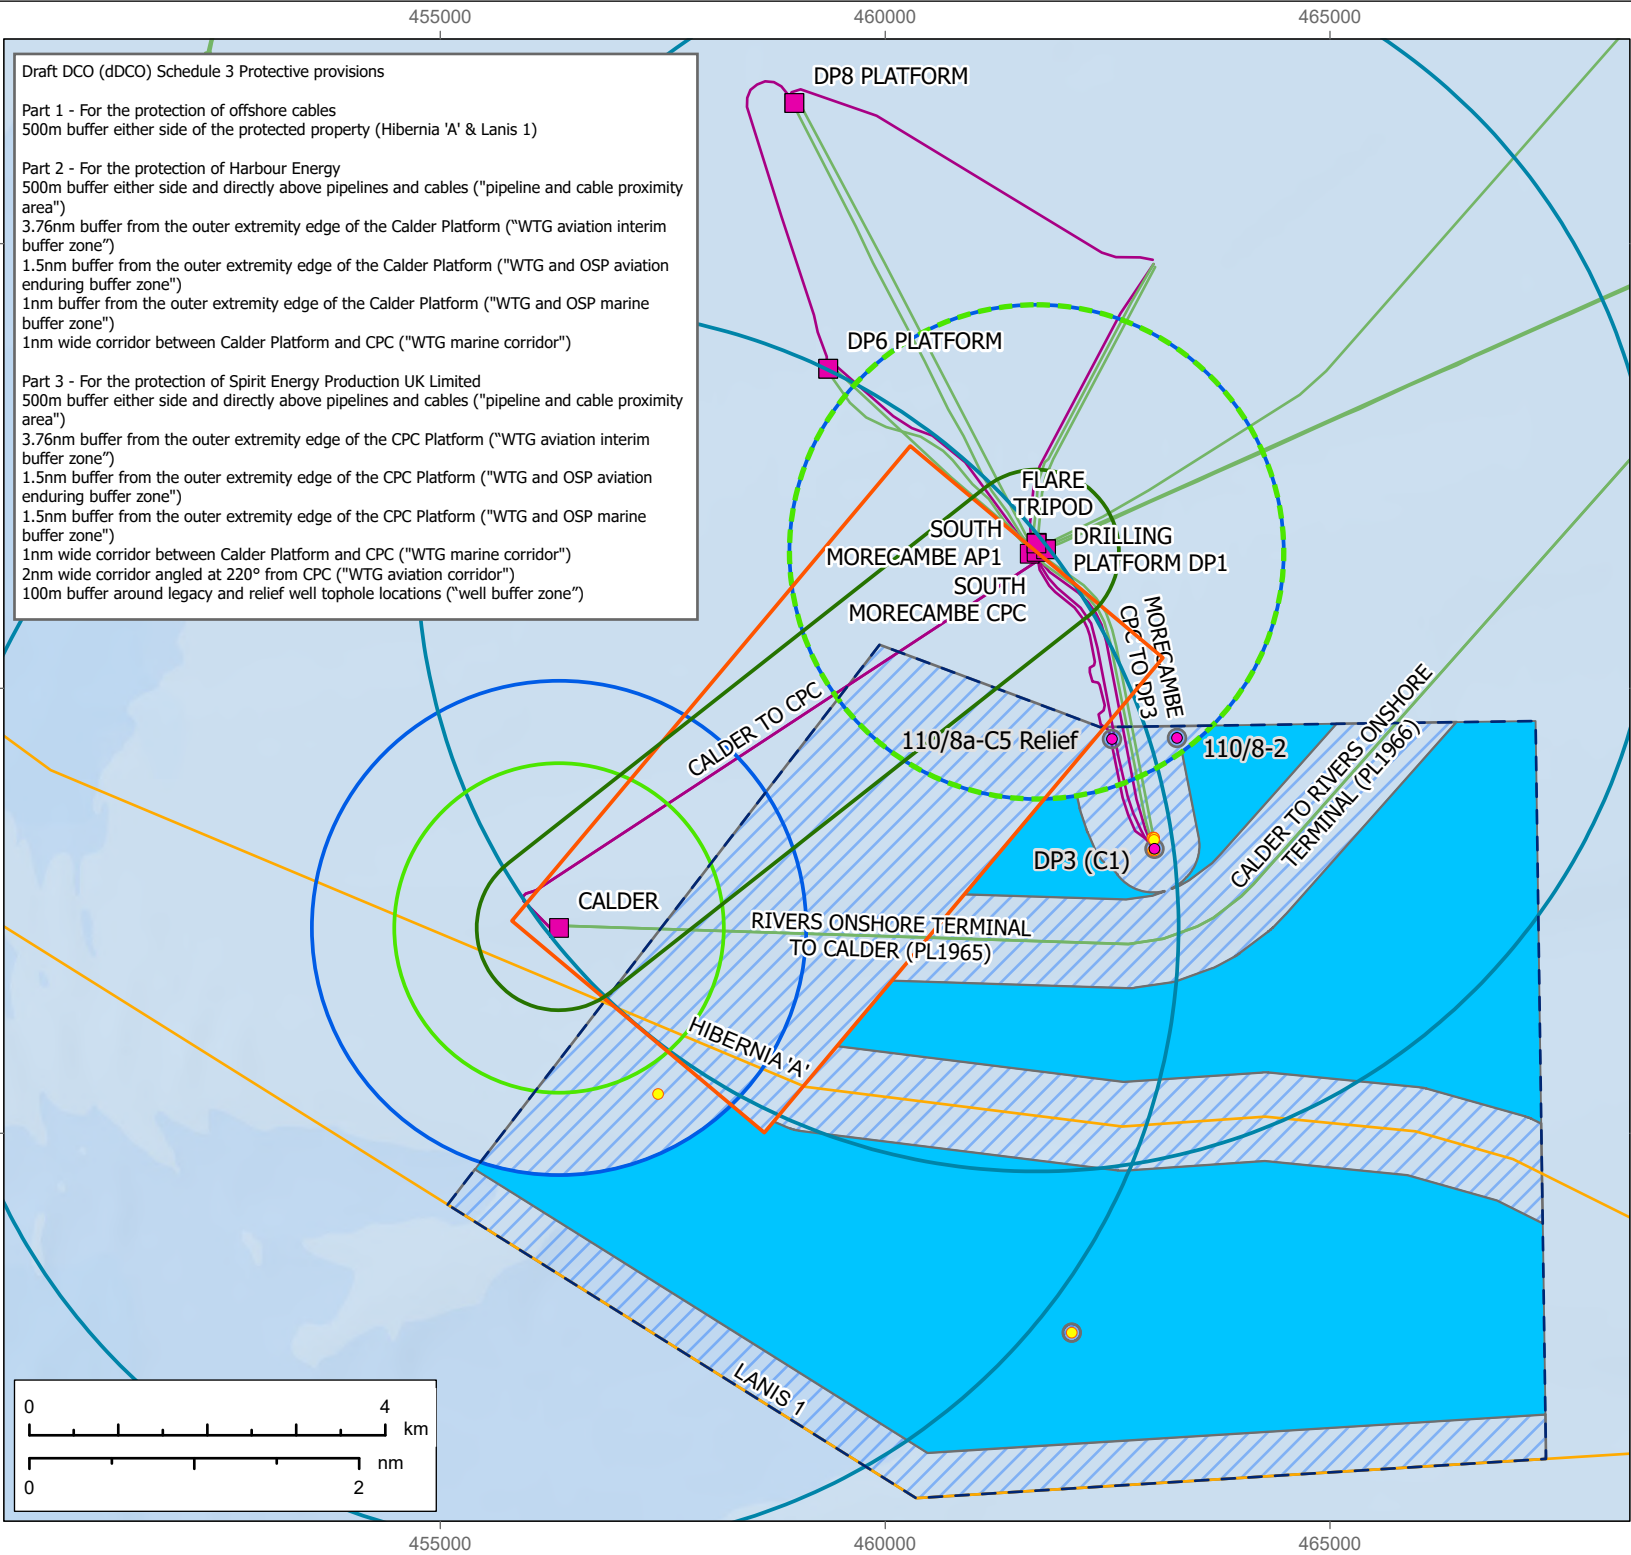 455000
460000
465000
Draft DCO (dDCO) Schedule 3 Protective provisions
Part 1 - For the protection of offshore cables
500m buffer either side of the protected property (Hibernia 'A' & Lanis 1)
Part 2 - For the protection of Harbour Energy
500m buffer either side and directly above pipelines and cables ("pipeline and cable proximity
area")
3.76nm buffer from the outer extremity edge of the Calder Platform (“WTG aviation interim
buffer zone”)
1.5nm buffer from the outer extremity edge of the Calder Platform ("WTG and OSP aviation
enduring buffer zone")
1nm buffer from the outer extremity edge of the Calder Platform ("WTG and OSP marine
buffer zone")
1nm wide corridor between Calder Platform and CPC ("WTG marine corridor")
Part 3 - For the protection of Spirit Energy Production UK Limited
500m buffer either side and directly above pipelines and cables ("pipeline and cable proximity
area")
3.76nm buffer from the outer extremity edge of the CPC Platform (“WTG aviation interim
buffer zone”)
1.5nm buffer from the outer extremity edge of the CPC Platform ("WTG and OSP aviation
enduring buffer zone")
1.5nm buffer from the outer extremity edge of the CPC Platform ("WTG and OSP marine
buffer zone")
1nm wide corridor between Calder Platform and CPC ("WTG marine corridor")
2nm wide corridor angled at 220° from CPC ("WTG aviation corridor")
100m buffer around legacy and relief well tophole locations (“well buffer zone”)
DP8 PLATFORM
DP6 PLATFORM
FLARE
TRIPOD
SOUTH
MORECAMBE AP1
DRILLING
PLATFORM DP1
SOUTH
MORECAMBE CPC
MORECAMBE
CPC TO DP3
CALDER TO CPC
110/8a-C5 Relief
110/8-2
CALDER TO RIVERS ONSHORE
TERMINAL (PL1966)
DP3 (C1)
CALDER
RIVERS ONSHORE TERMINAL
TO CALDER (PL1965)
HIBERNIA 'A'
LANIS 1
0
4
km
nm
0
2
455000
460000
465000